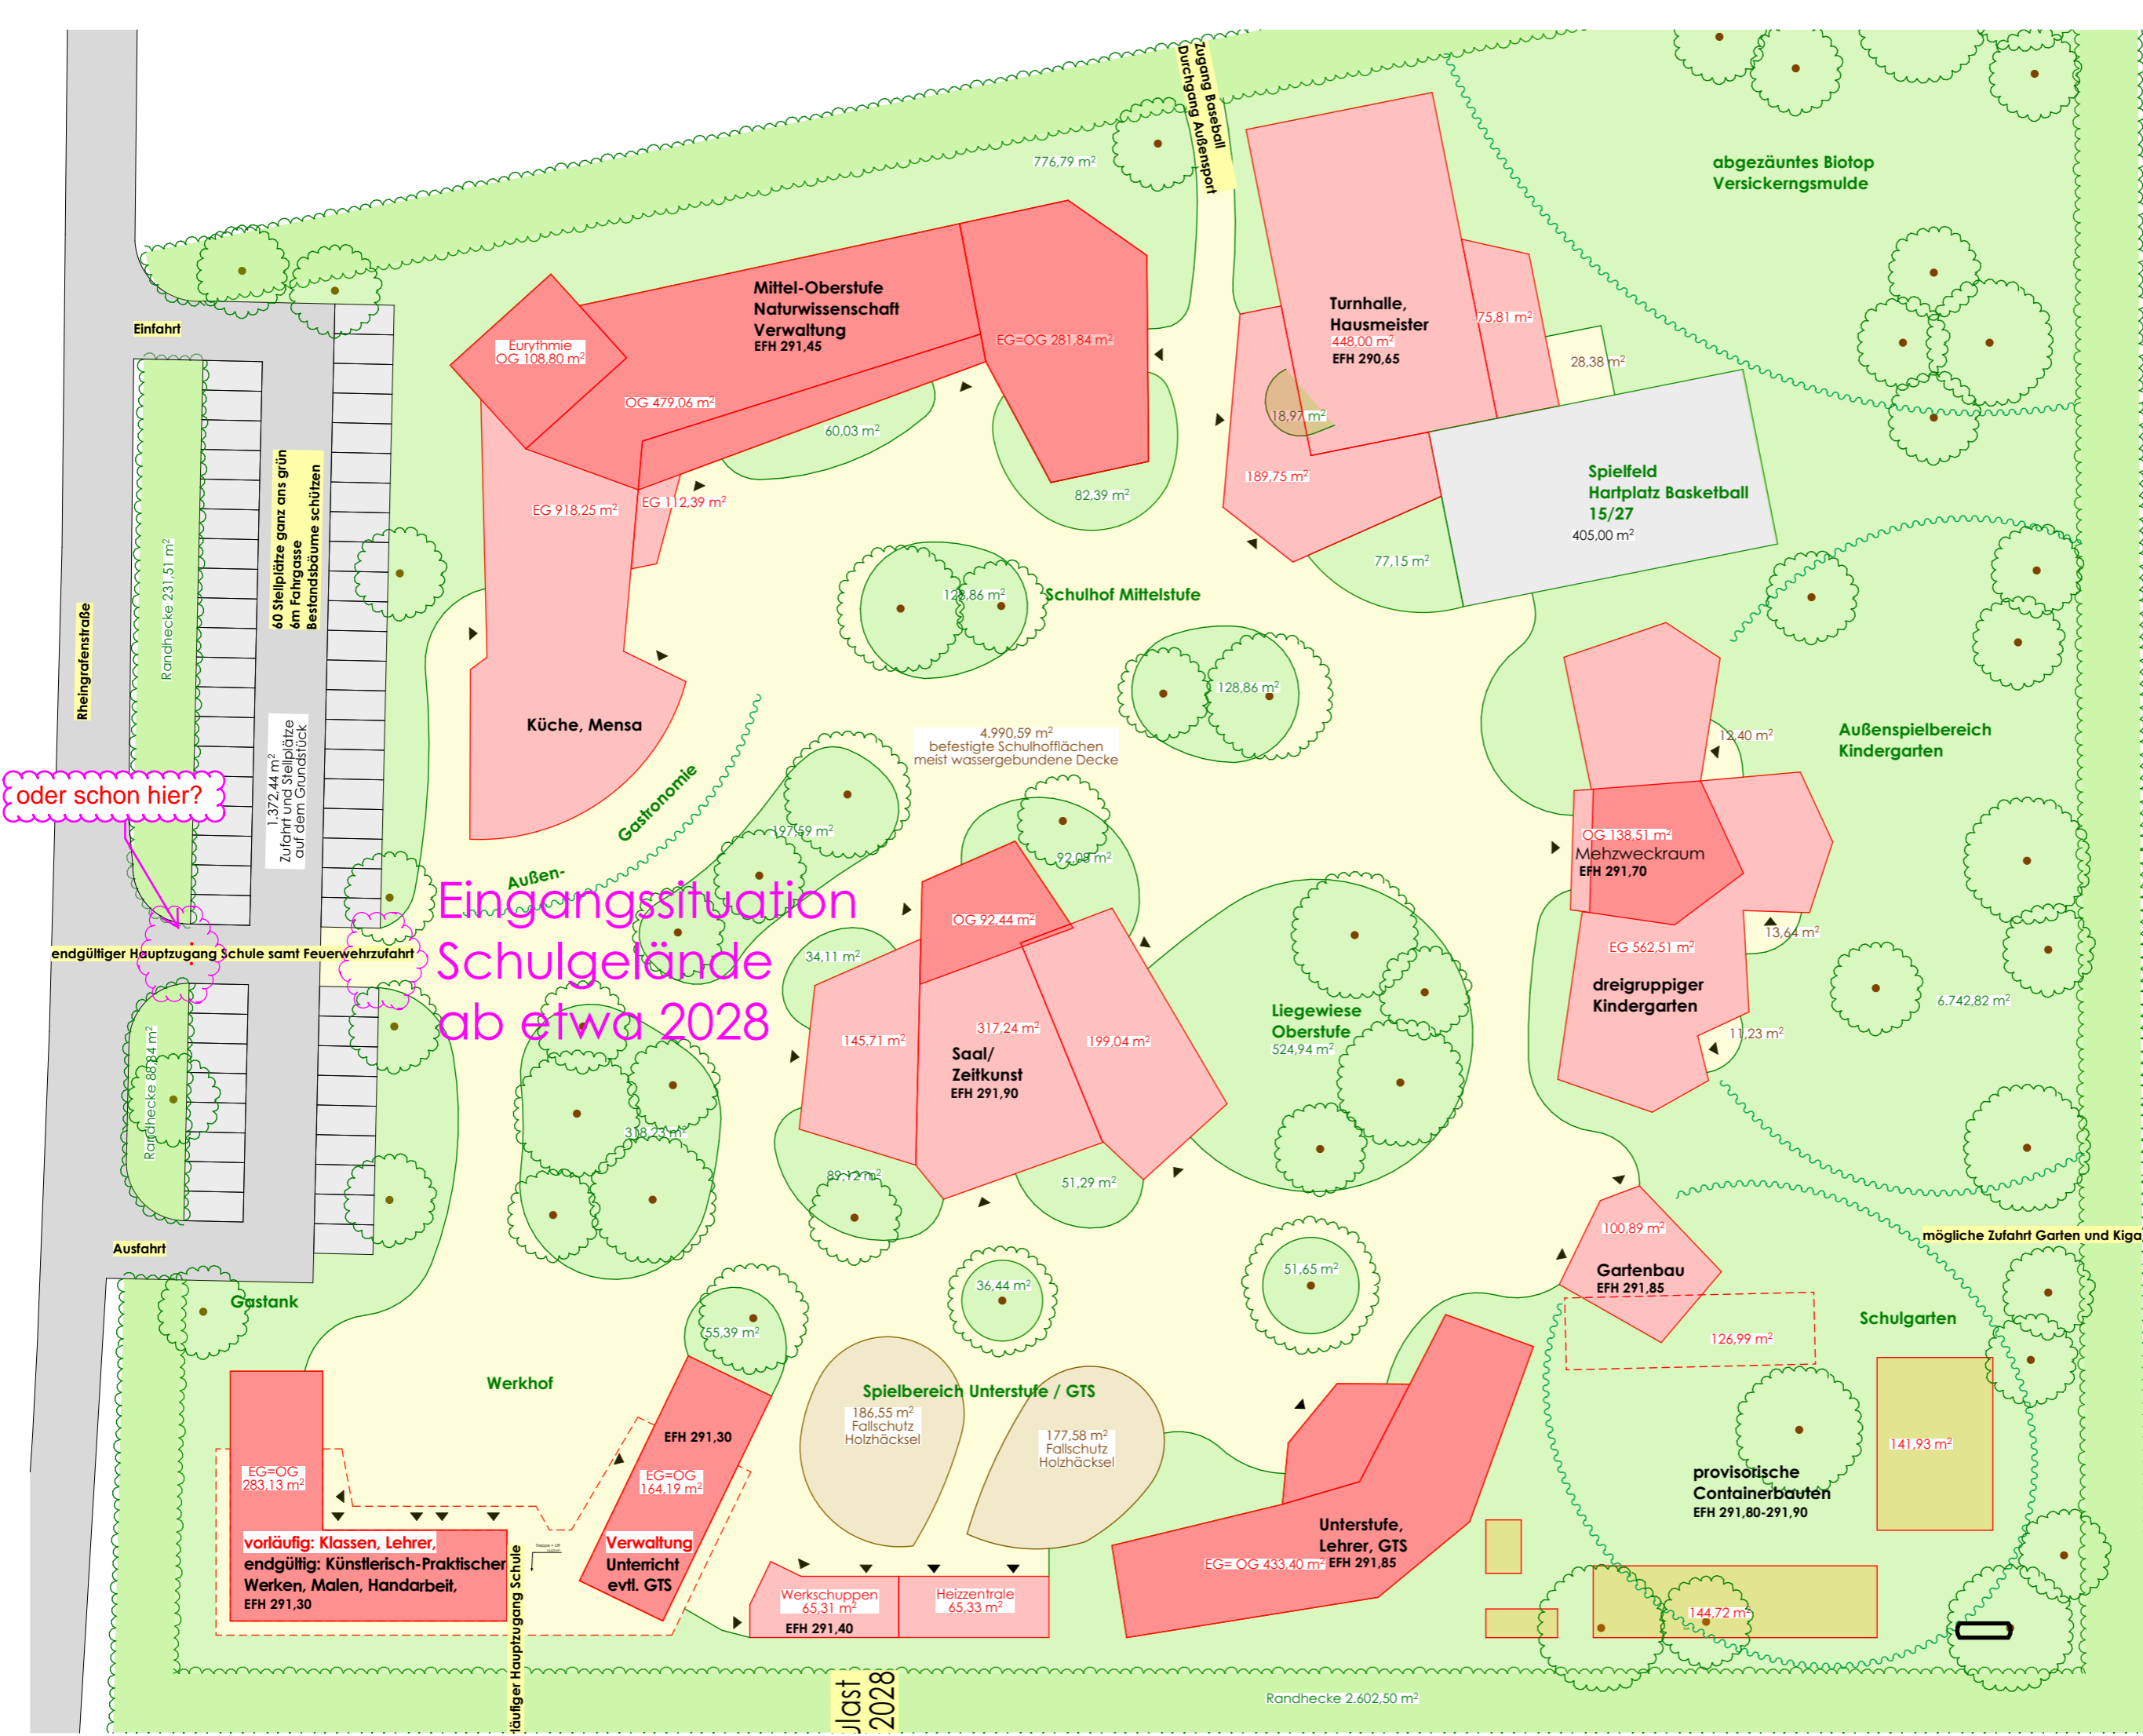 Zugang Baseball
Durchgang Außensport
776,79 m²
abgezäuntes Biotop
Versickerngsmulde
Einfahrt
Mittel-Oberstufe
Naturwissenschaft
Verwaltung
EFH 291,45
Eurythmie
OG 108,80 m²
EG=OG 281,84 m²
OG 479,06 m²
Turnhalle,
Hausmeister
448,00 m²
EFH 290,65
75,81 m²
28,38 m²
18,97 m²
60,03 m²
189,75 m²
82,39 m²
EG 918,25 m²
EG 112,39 m²
Spielfeld
Hartplatz Basketball
15/27
405,00 m²
77,15 m²
Randhecke 231,51 m²
60 Stellplätze ganz ans grün
6m Fahrgasse
Bestandsbäume schützen
Rheingrafenstraße
128,86 m²
Schulhof Mittelstufe
128,86 m²
Küche, Mensa
4.990,59 m²
befestigte Schulhofflächen
meist wassergebundene Decke
12,40 m²
Außenspielbereich
Kindergarten
oder schon hier?
1.372,44 m²
Zufahrt und Stellplätze
auf dem Grundstück
Außen-
Gastronomie
197,59 m²
92,08 m²
OG 138,51 m²
Mehzweckraum
EFH 291,70
Eingangssituation
Schulgelände
ab etwa 2028
endgültiger Hauptzugang Schule samt Feuerwehrzufahrt
OG 92,44 m²
34,11 m²
13,64 m²
EG 562,51 m²
dreigruppiger
Kindergarten
6.742,82 m²
11,23 m²
Liegewiese
Oberstufe
524,94 m²
145,71 m²
317,24 m²
199,04 m²
Saal/
Zeitkunst
EFH 291,90
Randhecke 88,84 m²
318,23 m²
89,12 m²
51,29 m²
Ausfahrt
100,89 m²
mögliche Zufahrt Garten und Kiga
Gartenbau
EFH 291,85
Gastank
36,44 m²
51,65 m²
55,39 m²
126,99 m²
Schulgarten
Werkhof
Spielbereich Unterstufe / GTS
186,55 m²
Fallschutz
Holzhäcksel
177,58 m²
Fallschutz
Holzhäcksel
EFH 291,30
EG=OG
283,13 m²
EG=OG
164,19 m²
141,93 m²
provisorische
Containerbauten
EFH 291,80-291,90
vorläufig: Klassen, Lehrer,
endgültig: Künstlerisch-Praktischer
Werken, Malen, Handarbeit,
EFH 291,30
Verwaltung
Unterricht
evtl. GTS
Unterstufe,
Lehrer, GTS
EG= OG 433,40 m² EFH 291,85
Werkschuppen
65,31 m²
EFH 291,40
Heizzentrale
65,33 m²
144,72 m²
läufiger Hauptzugang Schule
last
2028
Randhecke 2.602,50 m²